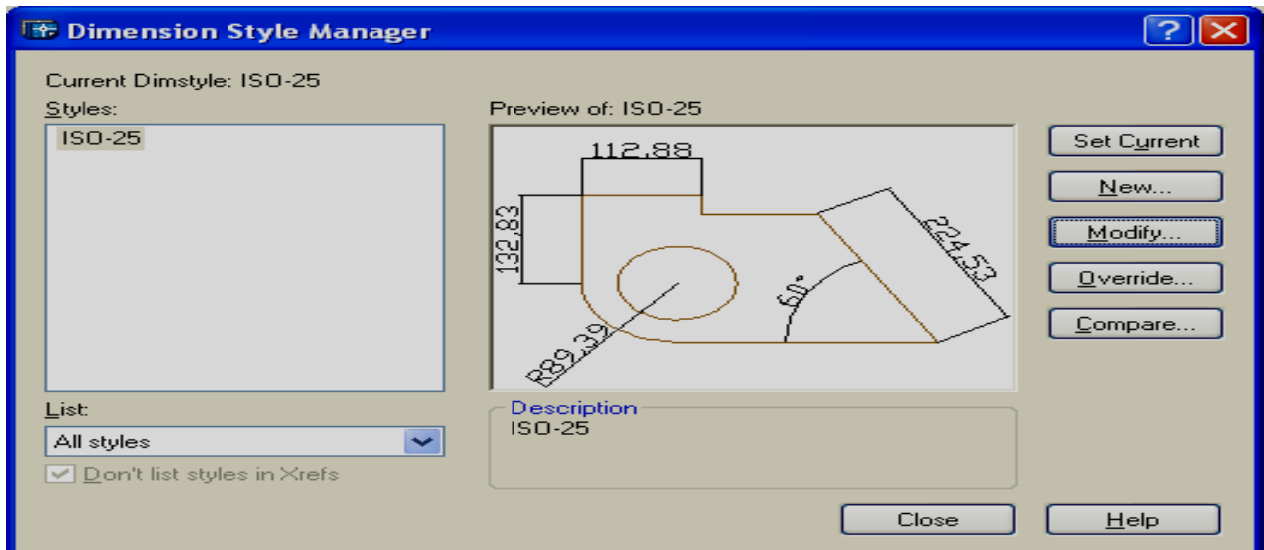 Dimension Style Manager
Current Dimstyle: ISO-25
Styles:
ISO-25
Preview of: ISO-25
112,88
132,83
224,53
60°
R89,39
Set Current
New...
Modify...
Override...
Compare...
List:
All styles
Don't list styles in Xrefs
Description
ISO-25
Close
Help